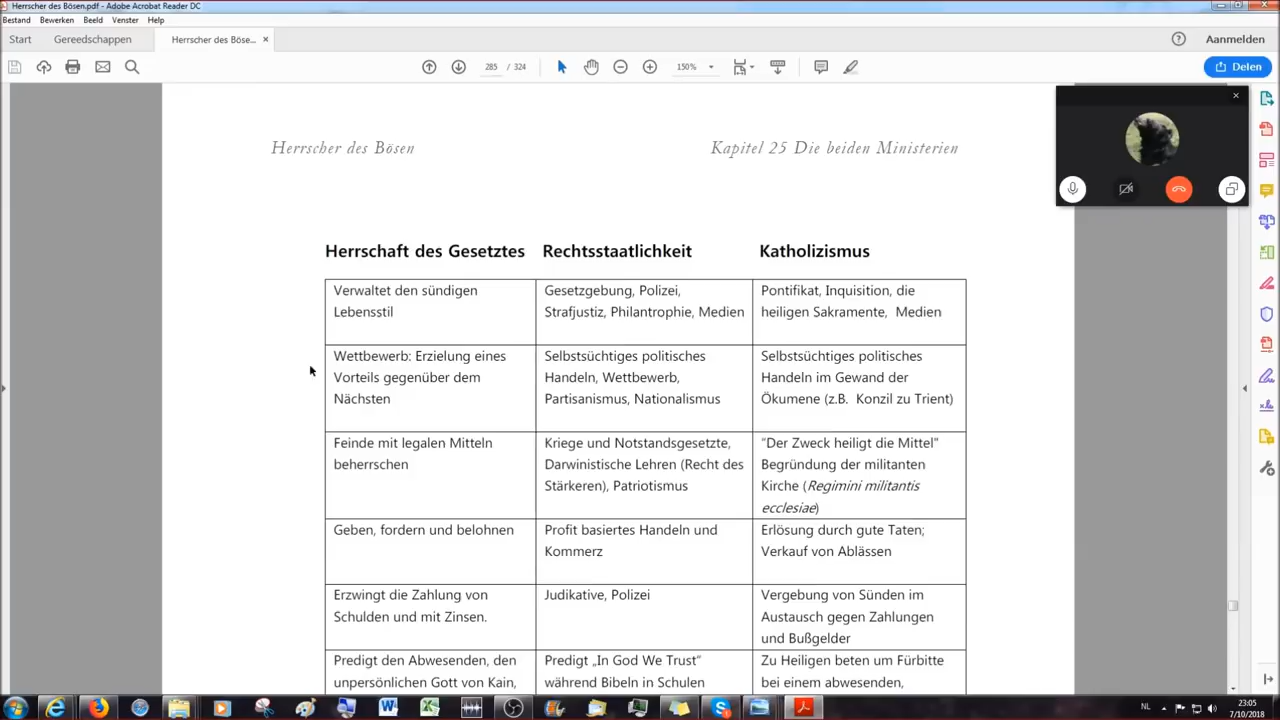 Herrscher des Bösen.pdf - Adobe Acrobat Reader DC
Bestand Bewerken Beeld Venster Help
Start Gereedschappen Herrscher des Böse... ×
Aanmelden
285 / 324 150%
Delen
Herrscher des Bösen Kapitel 25 Die beiden Ministerien
Herrschaft des Gesetztes Rechtsstaatlichkeit Katholizismus
Verwaltet den sündigen
Lebensstil
Gesetzgebung, Polizei,
Strafjustiz, Philantrophie, Medien
Pontifikat, Inquisition, die
heiligen Sakramente, Medien
Wettbewerb: Erzielung eines
Vorteils gegenüber dem
Nächsten
Selbstsüchtiges politisches
Handeln, Wettbewerb,
Partisanismus, Nationalismus
Selbstsüchtiges politisches
Handeln im Gewand der
Ökumene (z.B. Konzil zu Trient)
Feinde mit legalen Mitteln
beherrschen
Kriege und Notstandsgesetzte,
Darwinistische Lehren (Recht des
Stärkeren), Patriotismus
"Der Zweck heiligt die Mittel"
Begründung der militanten
Kirche (Regimini militantis
ecclesiae)
Geben, fordern und belohnen
Profit basiertes Handeln und
Kommerz
Erlösung durch gute Taten;
Verkauf von Ablässen
Erzwingt die Zahlung von
Schulden und mit Zinsen.
Judikative, Polizei
Vergebung von Sünden im
Austausch gegen Zahlungen
und Bußgelder
Predigt den Abwesenden, den
unpersönlichen Gott von Kain,
Predigt „In God We Trust“
während Bibeln in Schulen
Zu Heiligen beten um Fürbitte
bei einem abwesenden,
NL
23:05
7/10/2018